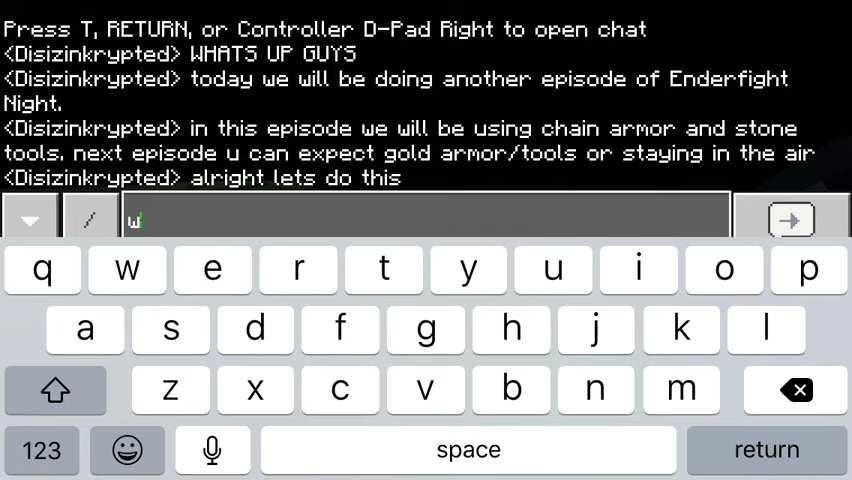 Press T, RETURN, or Controller D-Pad Right to open chat
<Disizinkrypted> WHATS UP GUYS
<Disizinkrypted> today we will be doing another episode of Enderfight
Night.
<Disizinkrypted> in this episode we will be using chain armor and stone
tools. next episode u can expect gold armor/tools or staying in the air
<Disizinkrypted> alright lets do this
/ w
q w e r t y u i o p
a s d f g h j k l
z x c v b n m
123 space return